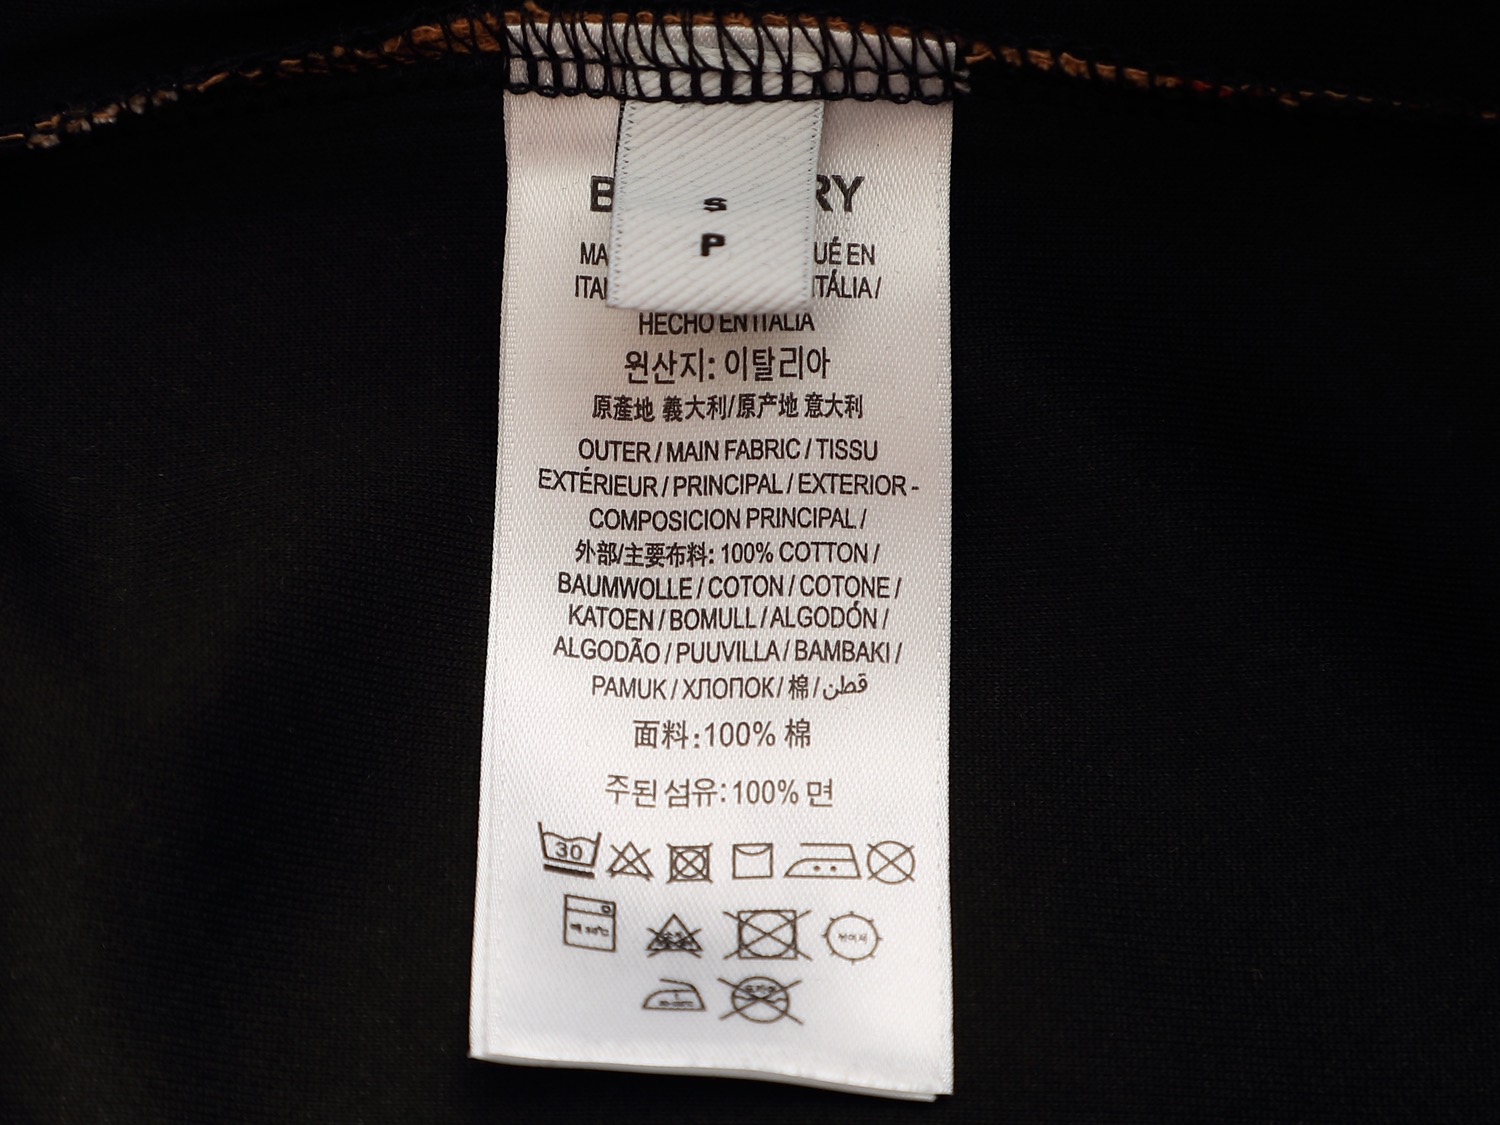 S
P
RY
UÉ EN
TÁLIA /
HECHO EN ITALIA
원산지: 이탈리아
原產地 義大利/原产地 意大利
OUTER / MAIN FABRIC / TISSU
EXTÉRIEUR / PRINCIPAL / EXTERIOR -
COMPOSICION PRINCIPAL /
外部/主要布料: 100% COTTON /
BAUMWOLLE / COTON / COTONE /
KATOEN / BOMULL / ALGODÓN /
ALGODÃO / PUUVILLA / BAMBAKI /
PAMUK / ХЛОПОК / 棉 / قطن
面料:100% 棉
주된 섬유:100% 면
30